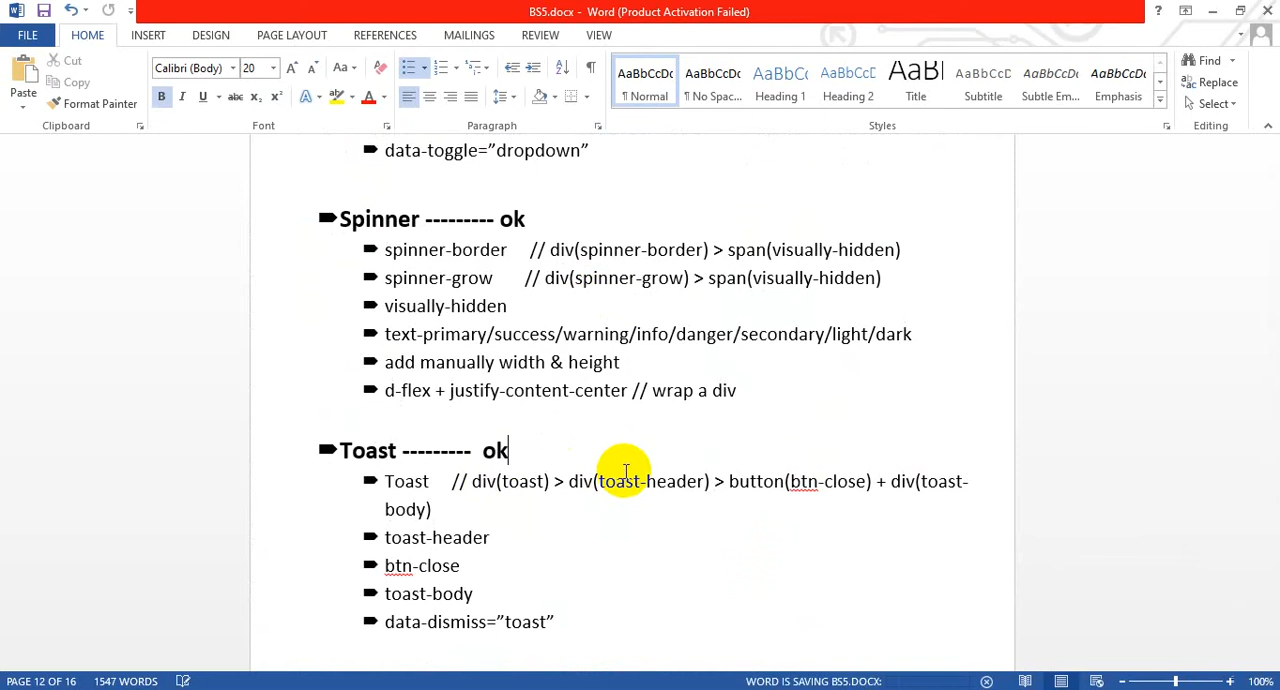 BS5.docx - Word (Product Activation Failed)
FILE HOME INSERT DESIGN PAGE LAYOUT REFERENCES MAILINGS REVIEW VIEW
Paste
Cut
Copy
Format Painter
Clipboard
Calibri (Body) 20
Font
Paragraph
AaBbCcDc AaBbCcDc AaBbCc AaBbCcC AaBl AaBbCcD AaBbCcDc AaBbCcDc
¶ Normal ¶ No Spac... Heading 1 Heading 2 Title Subtitle Subtle Em... Emphasis
Styles
Find
Replace
Select
Editing
data-toggle=”dropdown”
Spinner --------- ok
spinner-border // div(spinner-border) > span(visually-hidden)
spinner-grow // div(spinner-grow) > span(visually-hidden)
visually-hidden
text-primary/success/warning/info/danger/secondary/light/dark
add manually width & height
d-flex + justify-content-center // wrap a div
Toast --------- ok
Toast // div(toast) > div(toast-header) > button(btn-close) + div(toast-
body)
toast-header
btn-close
toast-body
data-dismiss=”toast”
PAGE 12 OF 16 1547 WORDS WORD IS SAVING BS5.DOCX: 100%